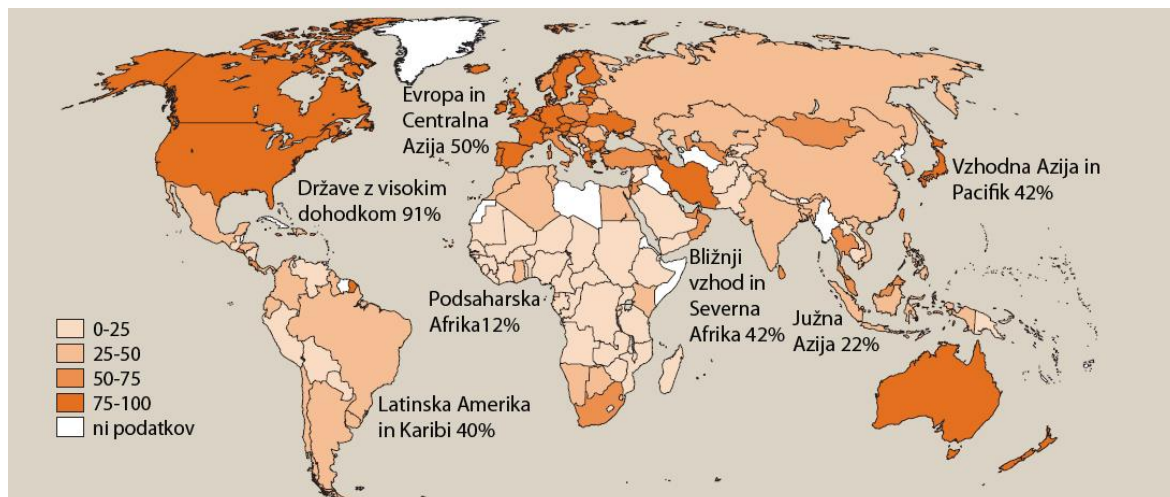 Evropa in
Centralna
Azija 50%
Države z visokim
dohodkom 91%
Vzhodna Azija in
Pacifik 42%
Bližnji
vzhod in
Severna
Afrika 42%
Podsaharska
Afrika12%
Južna
Azija 22%
Latinska Amerika
in Karibi 40%
0-25
25-50
50-75
75-100
ni podatkov